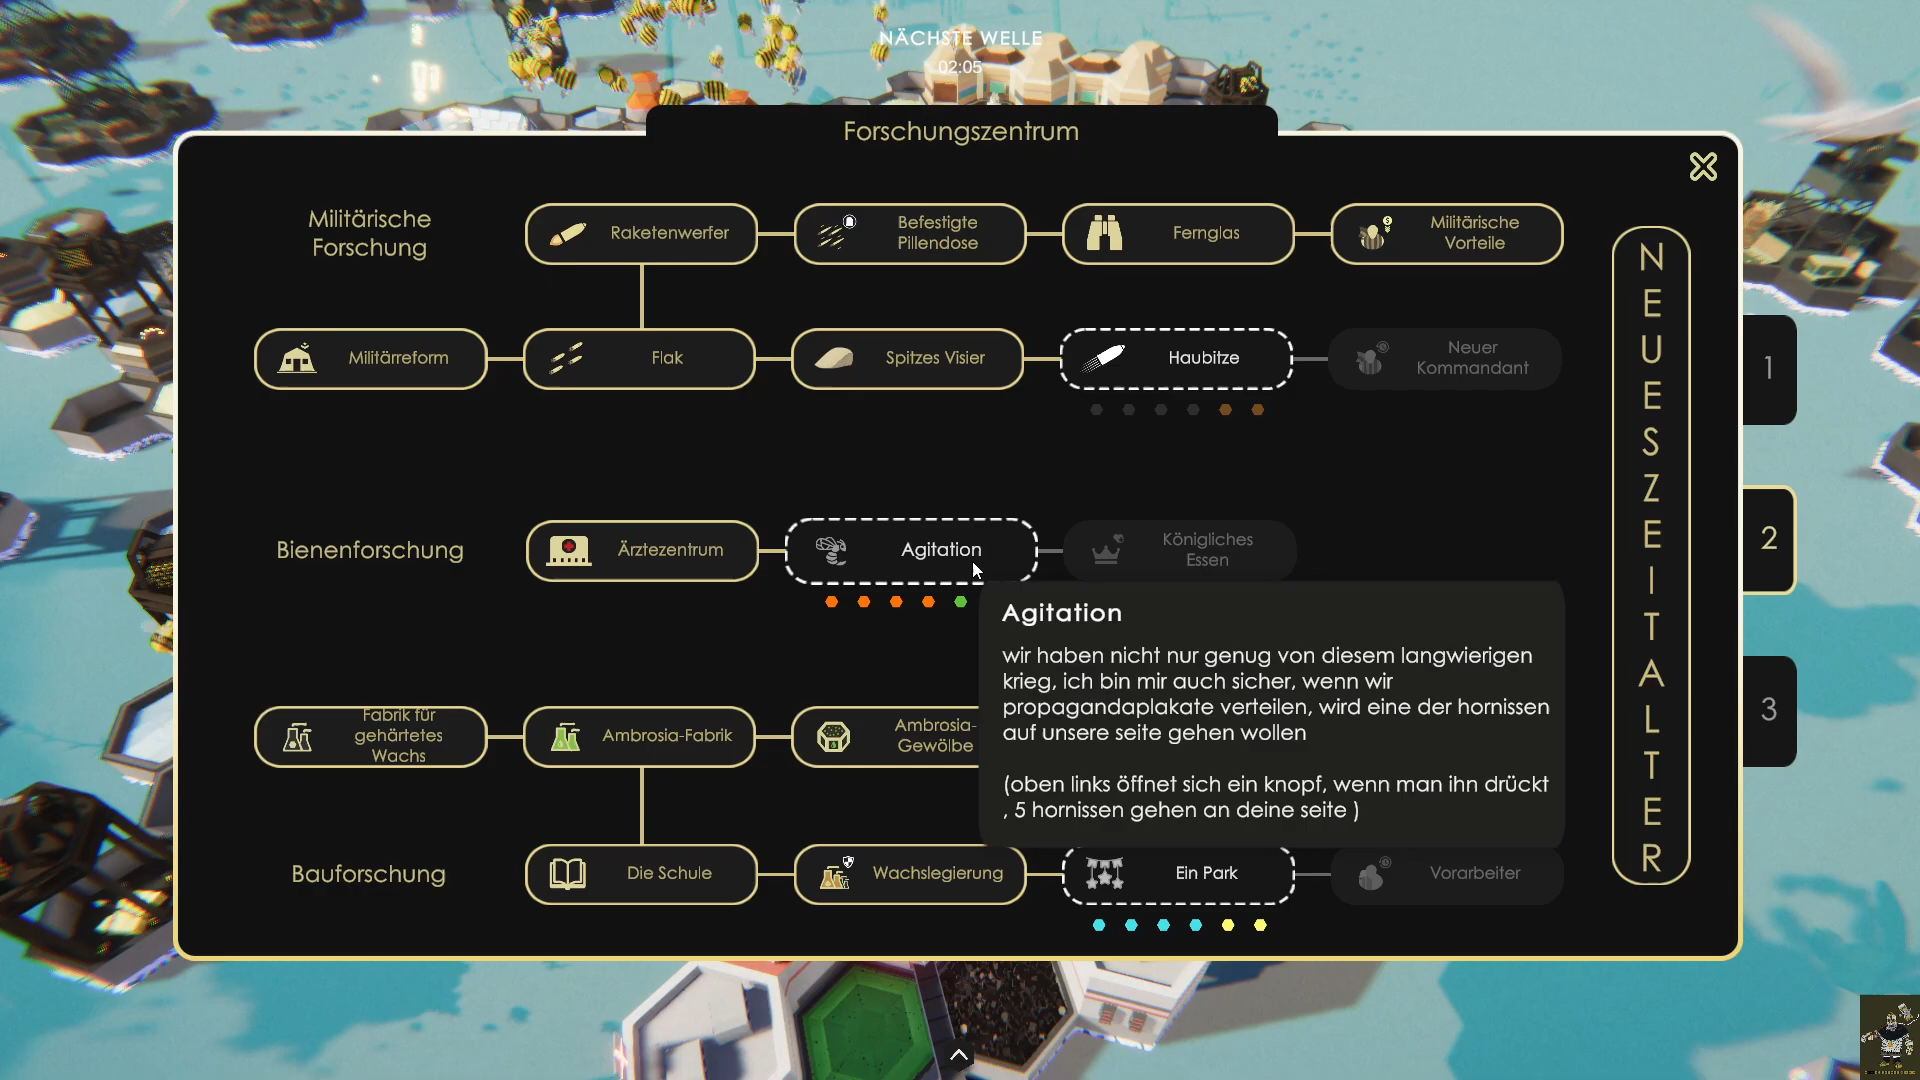 NÄCHSTE WELLE
02:05
Forschungszentrum
Militärische
Forschung
Raketenwerfer
Befestigte
Pillendose
Fernglas
Militärische
Vorteile
Militärreform
Flak
Spitzes Visier
Haubitze
Neuer
Kommandant
Bienenforschung
Ärztezentrum
Agitation
Königliches
Essen
Agitation
wir haben nicht nur genug von diesem langwierigen
krieg, ich bin mir auch sicher, wenn wir
propagandaplakate verteilen, wird eine der hornissen
auf unsere seite gehen wollen
(oben links öffnet sich ein knopf, wenn man ihn drückt
, 5 hornissen gehen an deine seite )
Fabrik für
gehärtetes
Wachs
Ambrosia-Fabrik
Ambrosia-
Gewölbe
Bauforschung
Die Schule
Wachslegierung
Ein Park
Vorarbeiter
NEUESZEITALTER
1
2
3